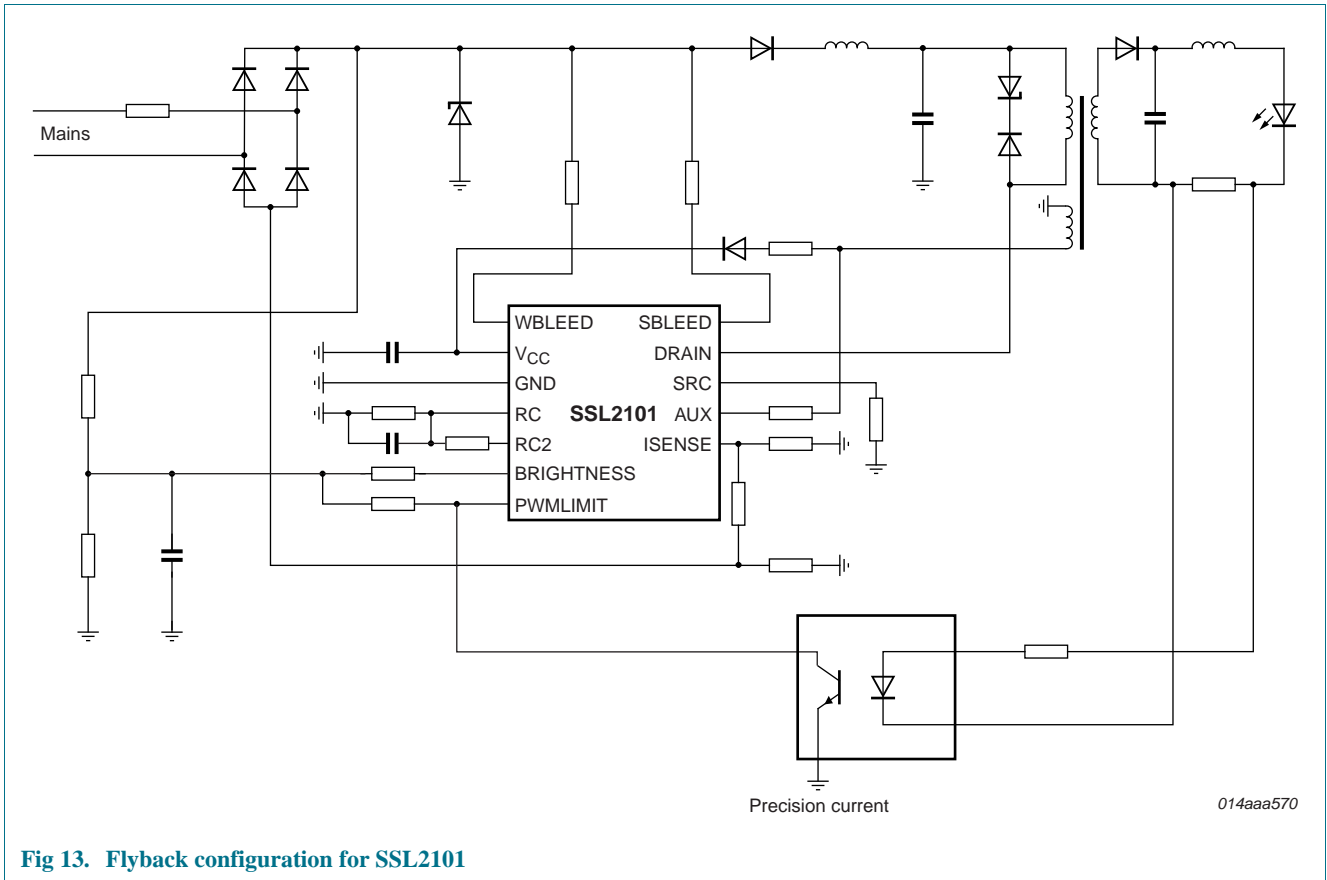 Mains
WBLEED SBLEED
VCC DRAIN
GND SRC
RC SSL2101 AUX
RC2 ISENSE
BRIGHTNESS
PWMLIMIT
Precision current
014aaa570
Fig 13. Flyback configuration for SSL2101